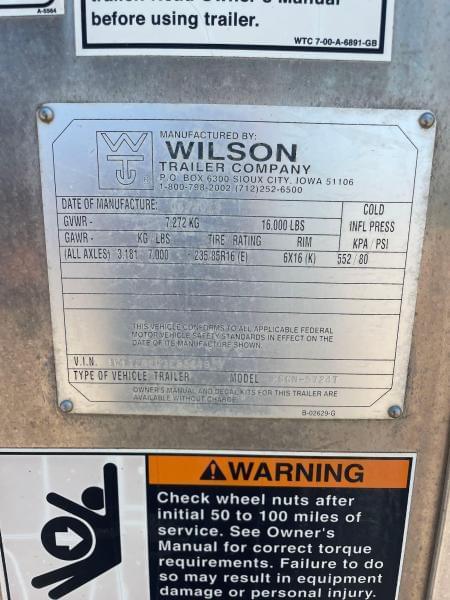 A-5564
before using trailer.
WTC 7-00-A-6891-GB
MANUFACTURED BY:
WILSON
TRAILER COMPANY
P.O. BOX 6300 SIOUX CITY, IOWA 51106
1-800-798-2002 (712)252-6500
DATE OF MANUFACTURE:
COLD
GVWR - 7.272 KG 16.000 LBS
INFL PRESS
GAWR - KG / LBS TIRE RATING RIM
KPA / PSI
(ALL AXLES) 3.181 7.000 235/85R16 (E) 6X16 (K) 552 / 80
THIS VEHICLE CONFORMS TO ALL APPLICABLE FEDERAL
MOTOR VEHICLE SAFETY STANDARDS IN EFFECT ON THE
DATE OF ITS MANUFACTURE SHOWN.
V.I.N.
TYPE OF VEHICLE, TRAILER MODEL
OWNER'S MANUAL AND DECAL KITS FOR THIS TRAILER ARE
AVAILABLE WITHOUT CHARGE.
B-02629-G
WARNING
Check wheel nuts after
initial 50 to 100 miles of
service. See Owner's
Manual for correct torque
requirements. Failure to do
so may result in equipment
damage or personal injury.